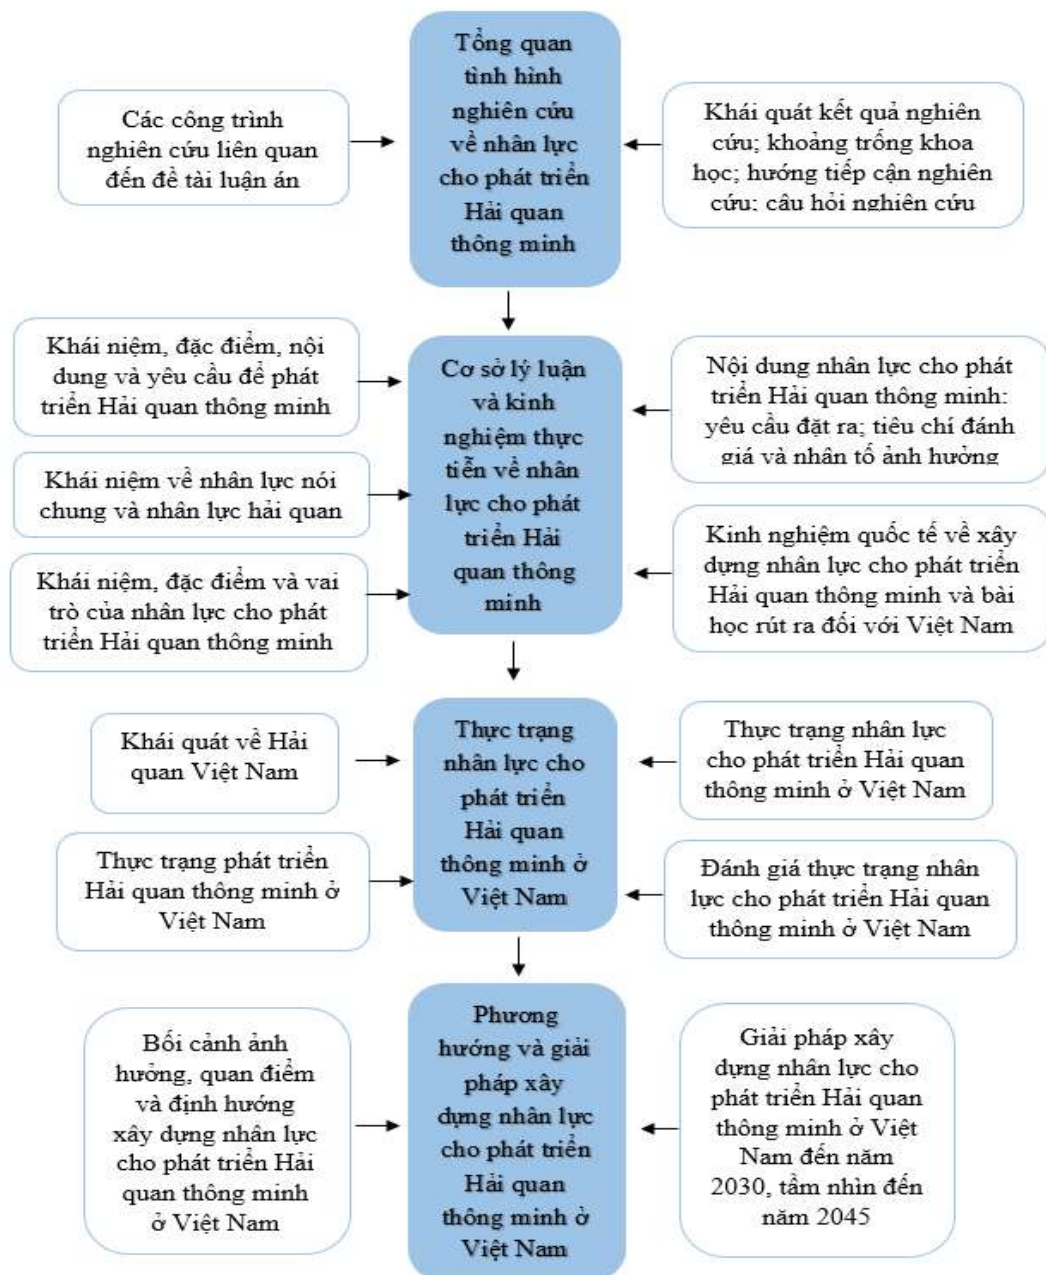 Tổng quan
tình hình
nghiên cứu
về nhân lực
cho phát triển
Hải quan
thông minh
Các công trình
nghiên cứu liên quan
đến đề tài luận án
Khái quát kết quả nghiên
cứu; khoảng trống khoa
học; hướng tiếp cận nghiên
cứu; câu hỏi nghiên cứu
Cơ sở lý luận
và kinh
nghiệm thực
tiễn về nhân
lực cho phát
triển Hải
quan thông
minh
Khái niệm, đặc điểm, nội
dung và yêu cầu để phát
triển Hải quan thông minh
Khái niệm về nhân lực nói
chung và nhân lực hải quan
Khái niệm, đặc điểm và vai
trò của nhân lực cho phát
triển Hải quan thông minh
Nội dung nhân lực cho phát
triển Hải quan thông minh:
yêu cầu đặt ra; tiêu chí đánh
giá và nhân tố ảnh hưởng
Kinh nghiệm quốc tế về xây
dựng nhân lực cho phát triển
Hải quan thông minh và bài
học rút ra đối với Việt Nam
Thực trạng
nhân lực cho
phát triển
Hải quan
thông minh ở
Việt Nam
Khái quát về Hải
quan Việt Nam
Thực trạng phát triển
Hải quan thông minh ở
Việt Nam
Thực trạng nhân lực
cho phát triển Hải quan
thông minh ở Việt Nam
Đánh giá thực trạng nhân
lực cho phát triển Hải quan
thông minh ở Việt Nam
Phương
hướng và giải
pháp xây
dựng nhân lực
cho phát triển
Hải quan
thông minh ở
Việt Nam
Bối cảnh ảnh
hưởng, quan điểm
và định hướng
xây dựng nhân lực
cho phát triển Hải
quan thông minh
ở Việt Nam
Giải pháp xây
dựng nhân lực cho
phát triển Hải quan
thông minh ở Việt
Nam đến năm
2030, tầm nhìn đến
năm 2045